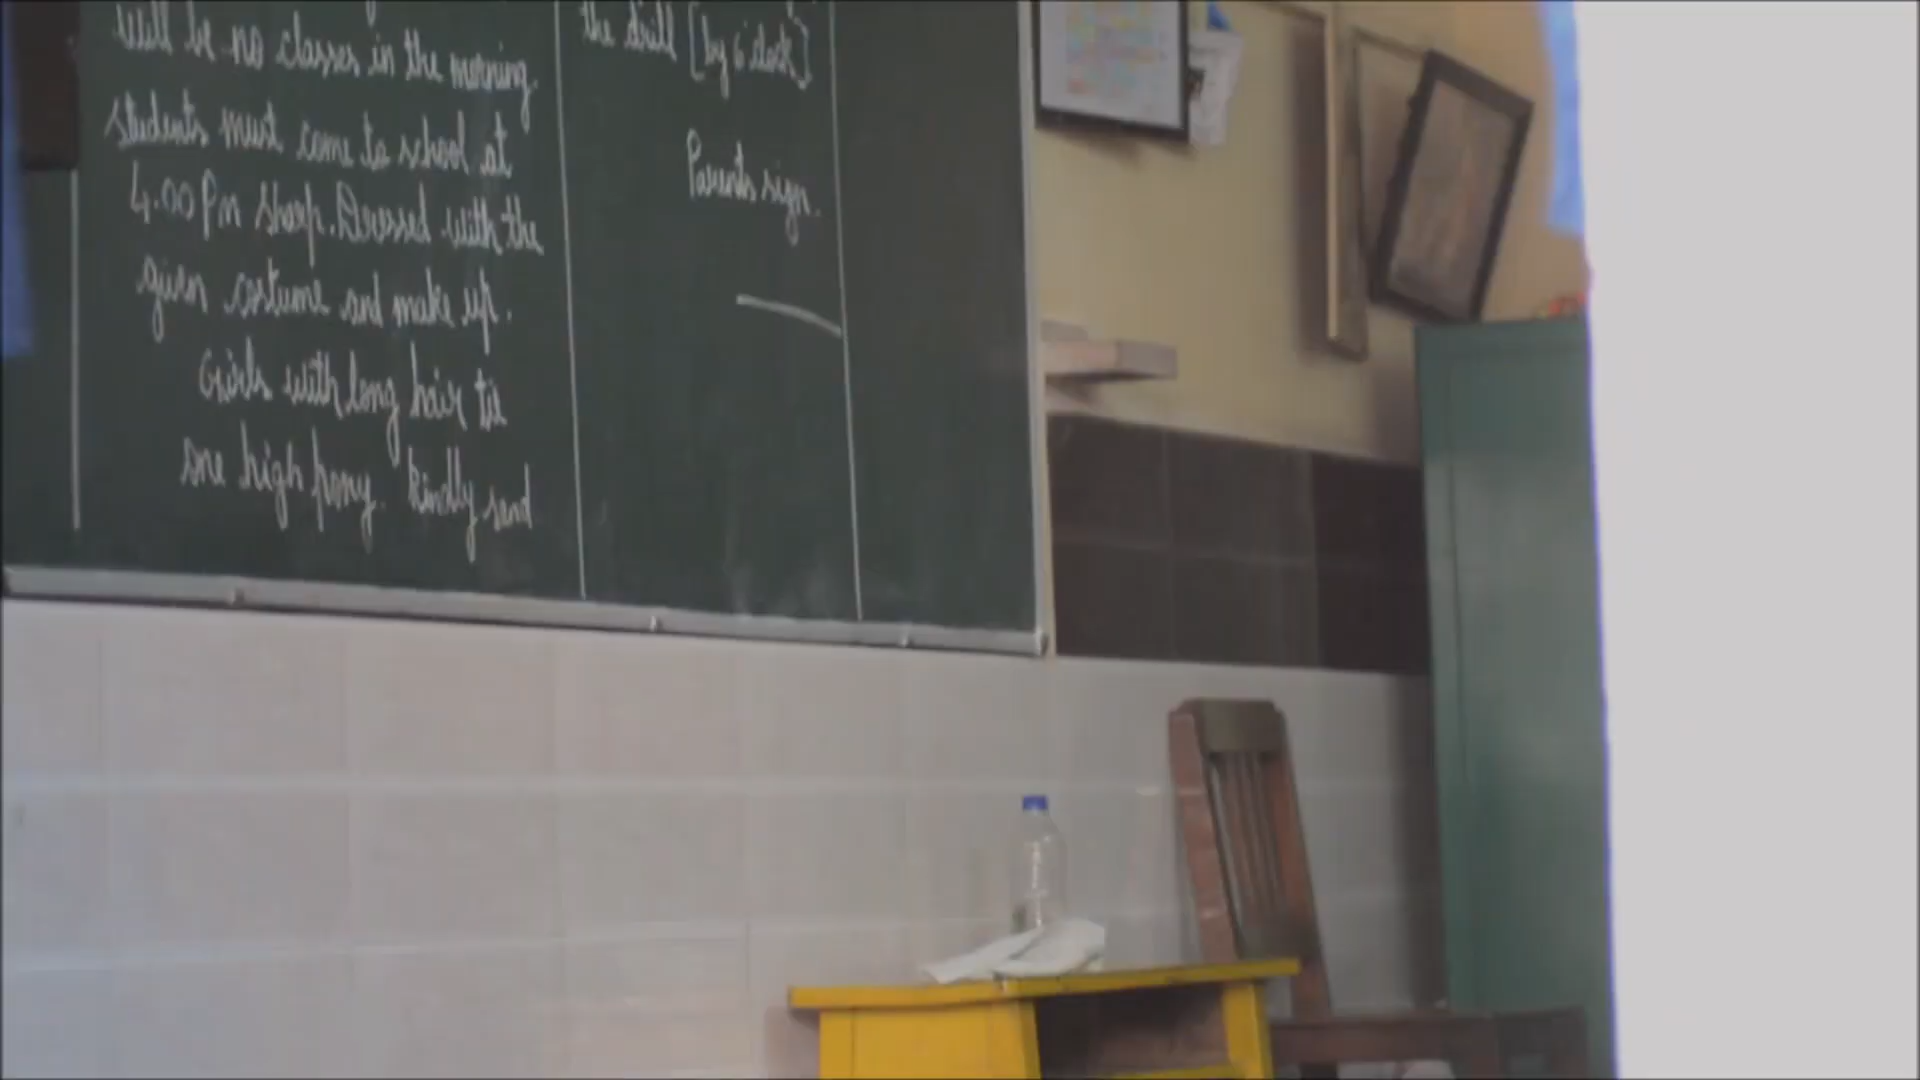 will be no classes in the morning.
Students must come to school at
4.00 Pm sharp. Dressed with the
given costume and make up.
Girls with long hair tie
one high pony. Kindly send
the drill [by 6'clock]
Parents sign.